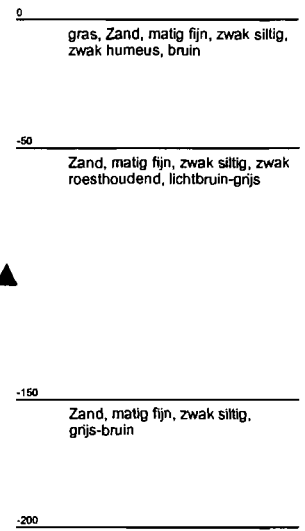 0
gras, Zand, matig fijn, zwak siltig,
zwak humeus, bruin
-50
Zand, matig fijn, zwak siltig, zwak
roesthoudend, lichtbruin-grijs
-150
Zand, matig fijn, zwak siltig,
grijs-bruin
-200